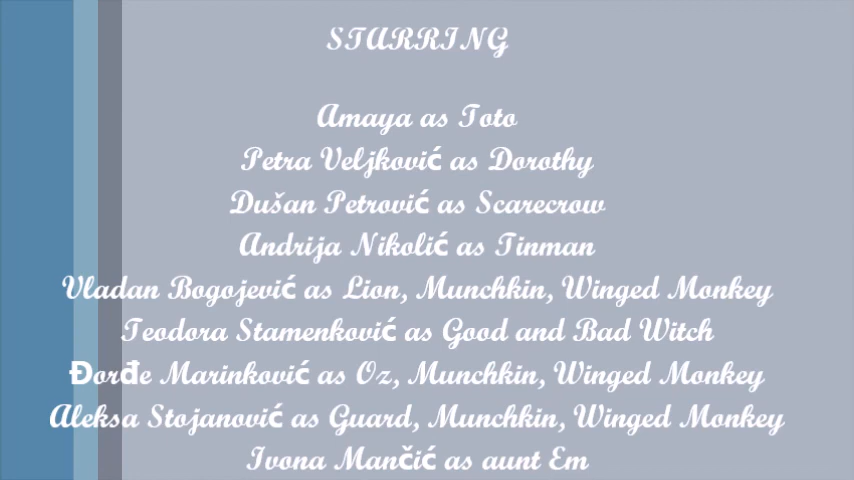 STARRING
Amaya as Toto
Petra Veljković as Dorothy
Dušan Petrović as Scarecrow
Andrija Nikolić as Tinman
Vladan Bogojević as Lion, Munchkin, Winged Monkey
Teodora Stamenković as Good and Bad Witch
Đorđe Marinković as Oz, Munchkin, Winged Monkey
Aleksa Stojanović as Guard, Munchkin, Winged Monkey
Ivona Mančić as aunt Em